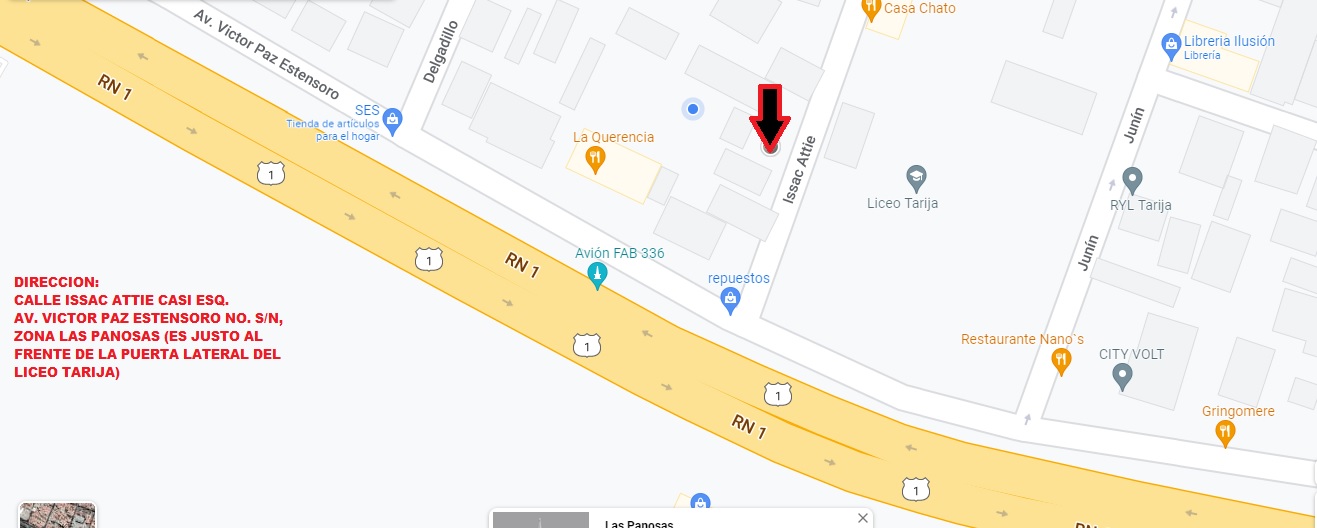 Casa Chato
Av. Victor Paz Estensoro
Delgadillo
Libreria Ilusión
Librería
RN 1
SES
Tienda de artículos
para el hogar
La Querencia
Issac Attie
Junín
1
Liceo Tarija
RYL Tarija
Junín
Avión FAB 336
RN 1
1
repuestos
DIRECCION:
CALLE ISSAC ATTIE CASI ESQ.
AV. VICTOR PAZ ESTENSORO NO. S/N,
ZONA LAS PANOSAS (ES JUSTO AL
FRENTE DE LA PUERTA LATERAL DEL
LICEO TARIJA)
1
Restaurante Nano`s
CITY VOLT
1
Gringomere
RN 1
1
Las Panosas